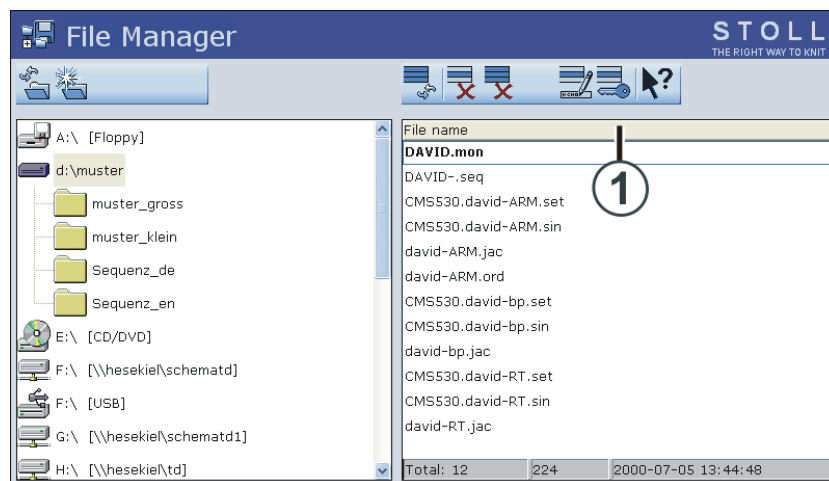 File Manager
STOLL
THE RIGHT WAY TO KNIT
A:\ [Floppy]
d:\muster
muster_gross
muster_klein
Sequenz_de
Sequenz_en
E:\ [CD/DVD]
F:\ [\\hesekiel\schematd]
F:\ [USB]
G:\ [\\hesekiel\schematd1]
H:\ [\\hesekiel\td]
File name
DAVID.mon
DAVID-.seq
CMS530.david-ARM.set
CMS530.david-ARM.sin
david-ARM.jac
david-ARM.ord
CMS530.david-bp.set
CMS530.david-bp.sin
david-bp.jac
CMS530.david-RT.set
CMS530.david-RT.sin
david-RT.jac
1
Total: 12 224 2000-07-05 13:44:48